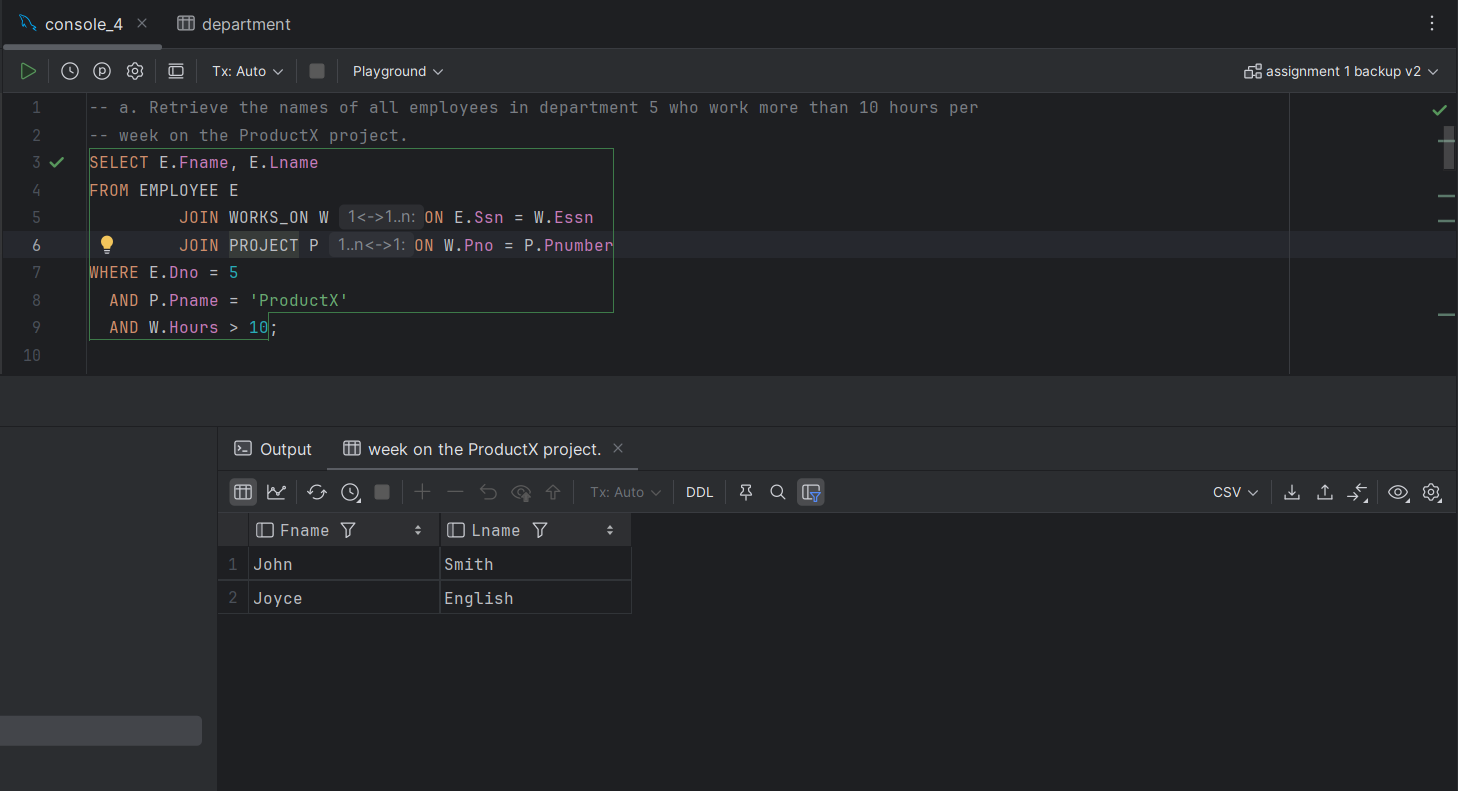 console_4 department
Tx: Auto Playground assignment 1 backup v2
1 -- a. Retrieve the names of all employees in department 5 who work more than 10 hours per
2 -- week on the ProductX project.
3 SELECT E.Fname, E.Lname
4 FROM EMPLOYEE E
5 JOIN WORKS_ON W 1<->1..n: ON E.Ssn = W.Essn
6 JOIN PROJECT P 1..n<->1: ON W.Pno = P.Pnumber
7 WHERE E.Dno = 5
8 AND P.Pname = 'ProductX'
9 AND W.Hours > 10;
10
Output week on the ProductX project.
Tx: Auto DDL CSV
Fname Lname
1 John Smith
2 Joyce English